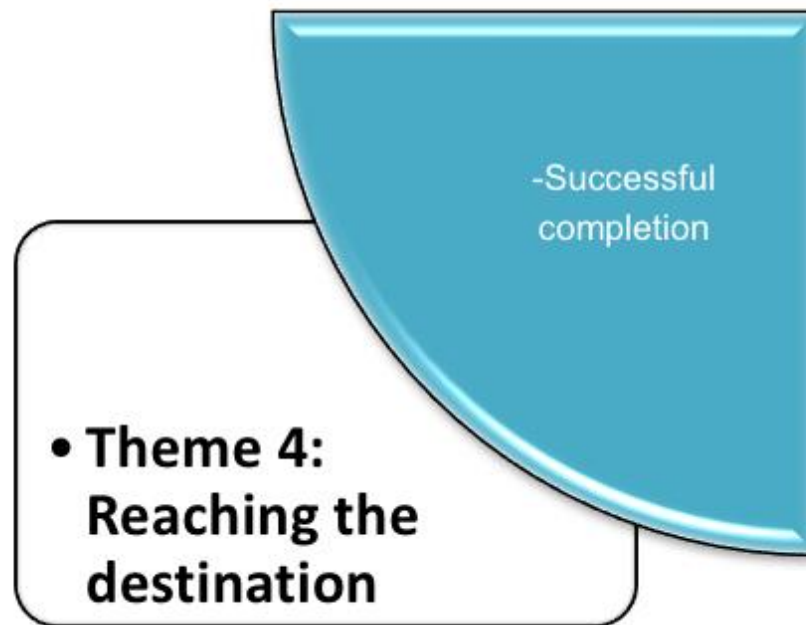 -Successful
completion
• Theme 4:
Reaching the
destination